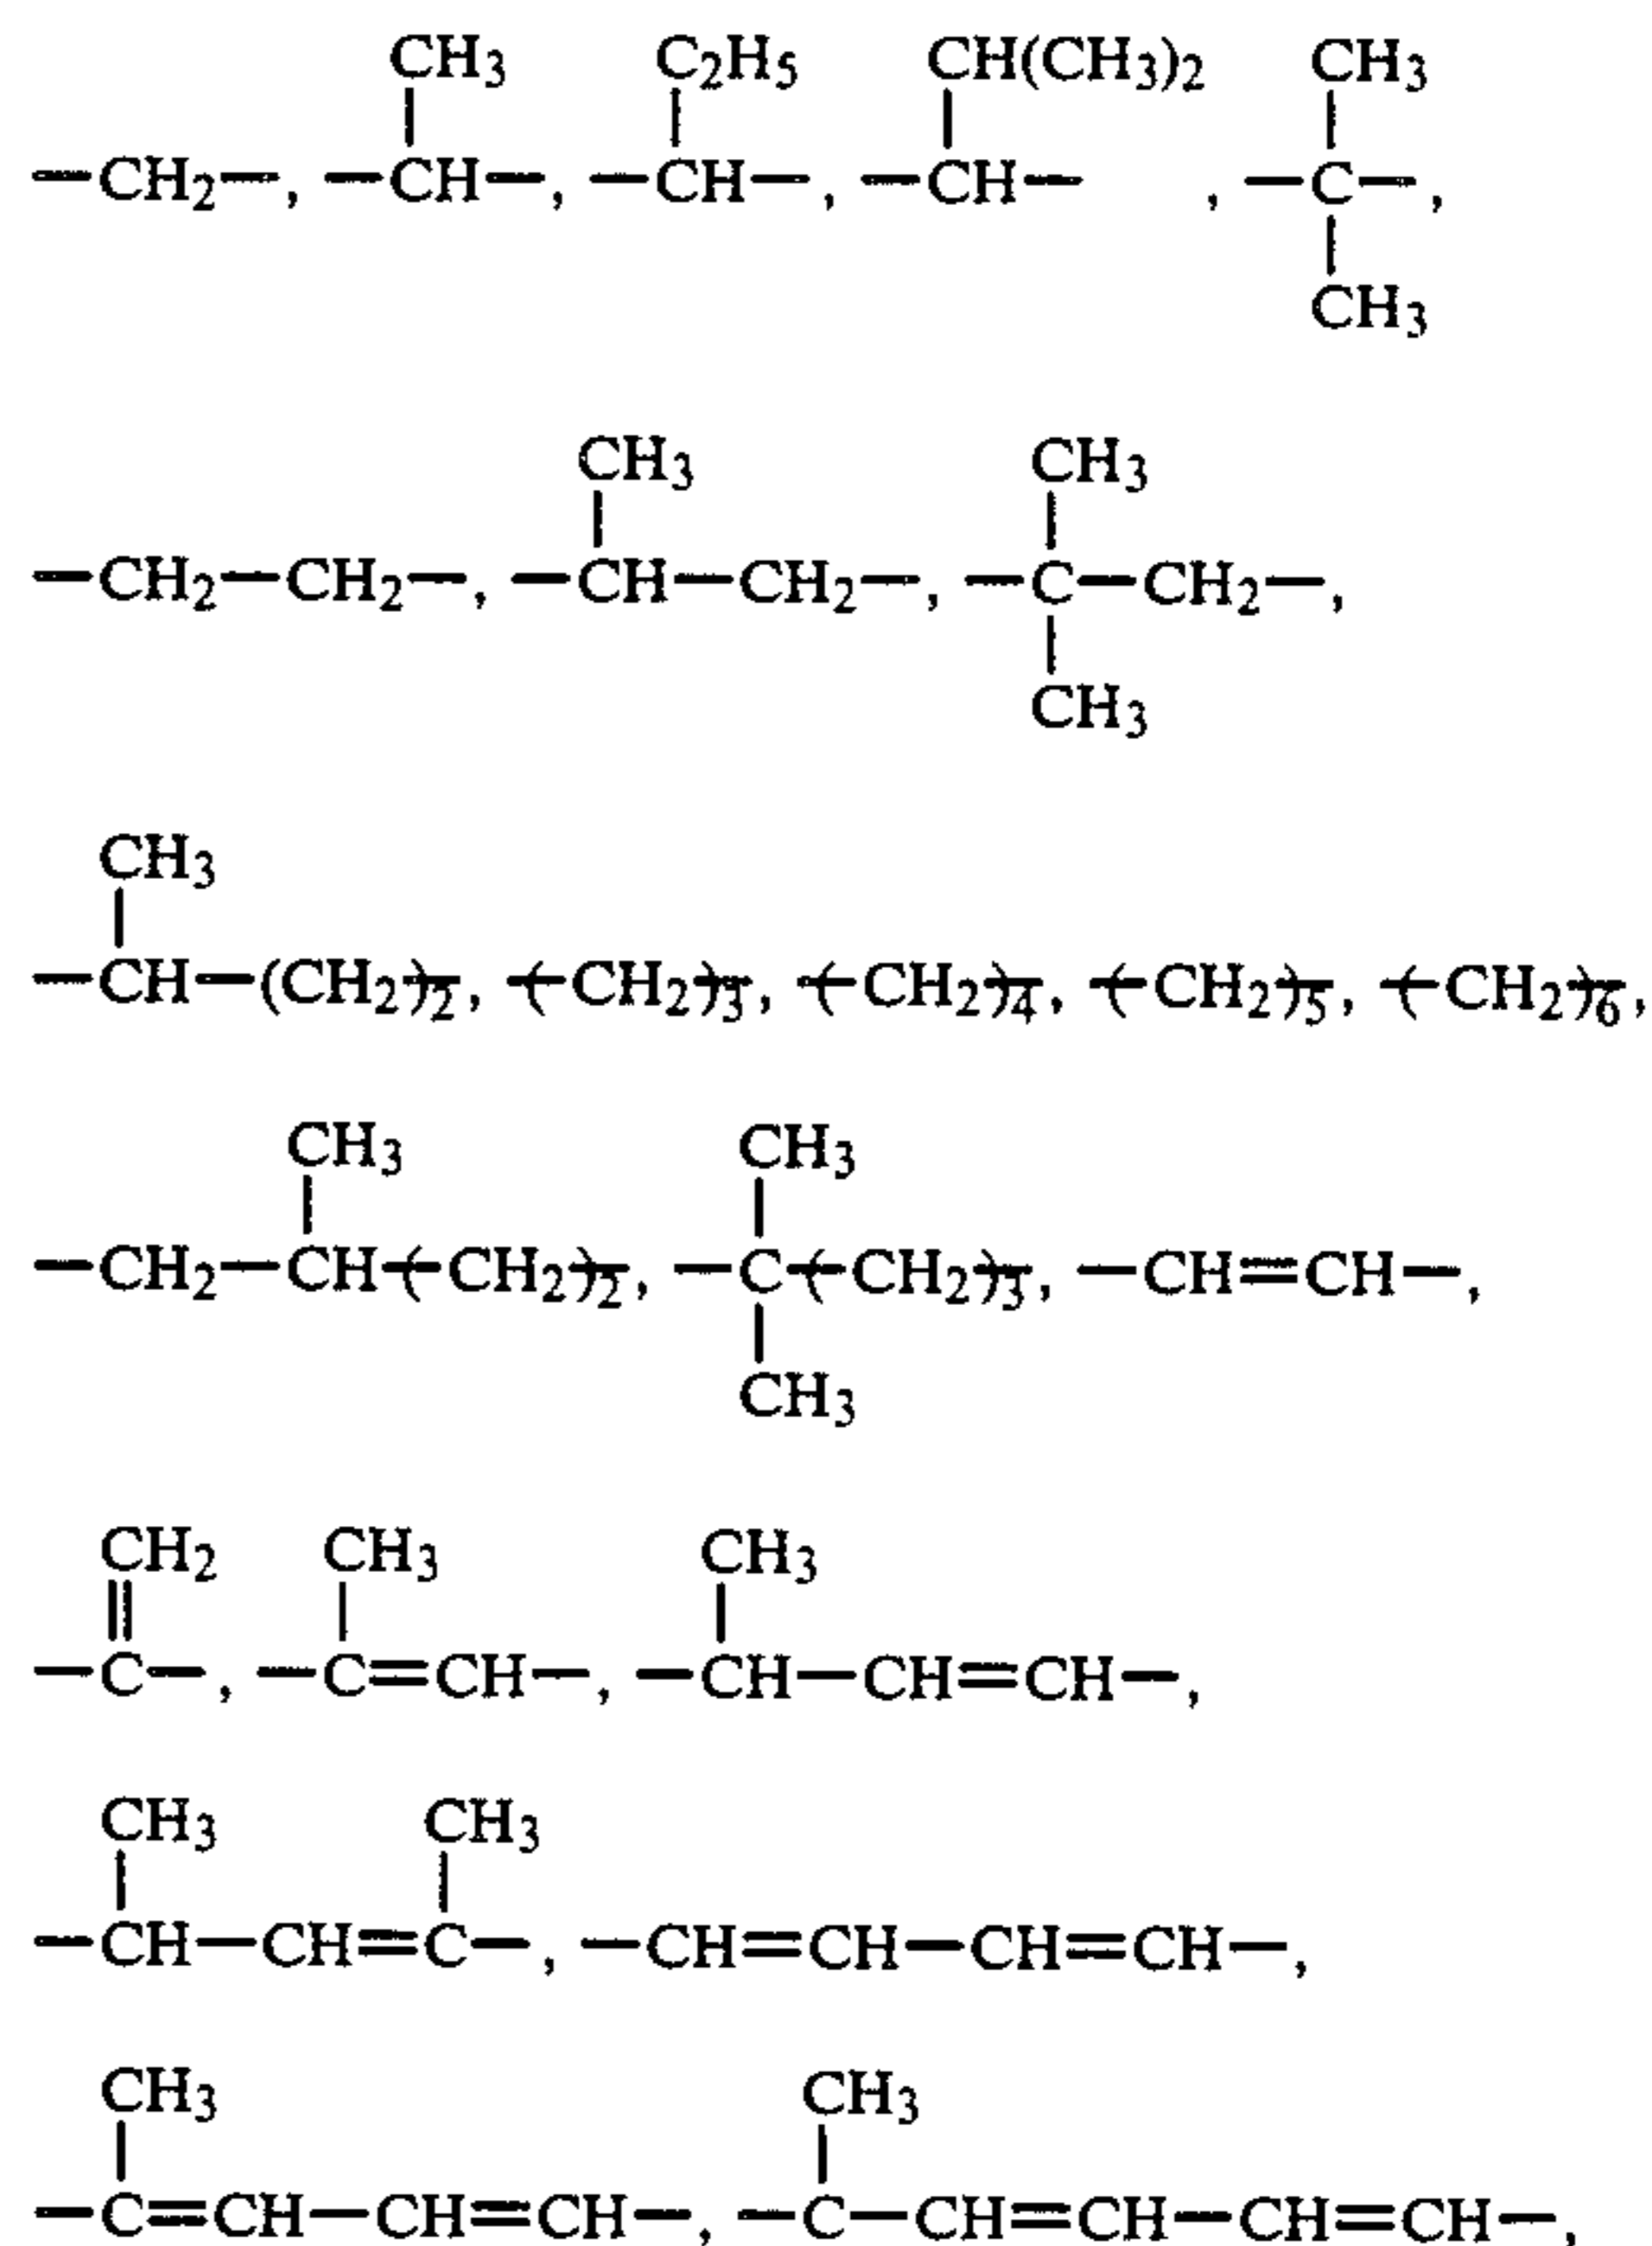 CH₃ C₂H₅ CH(CH₃)₂ CH₃
—CH₂—, —CH—, —CH—, —CH— , —C—,
CH₃
CH₃ CH₃
—CH₂—CH₂—, —CH—CH₂—, —C—CH₂—,
CH₃
CH₃
—CH—(CH₂)₂—, —(CH₂)₃—, —(CH₂)₄—, —(CH₂)₅—, —(CH₂)₆—,
CH₃ CH₃
—CH₂—CH—(CH₂)₂—, —C—(CH₂)₃—, —CH=CH—,
CH₃
CH₂ CH₃ CH₃
—C—, —C=CH—, —CH—CH=CH—,
CH₃ CH₃
—CH—CH=C—, —CH=CH—CH=CH—,
CH₃ CH₃
—C=CH—CH=CH—, —C—CH=CH—CH=CH—,